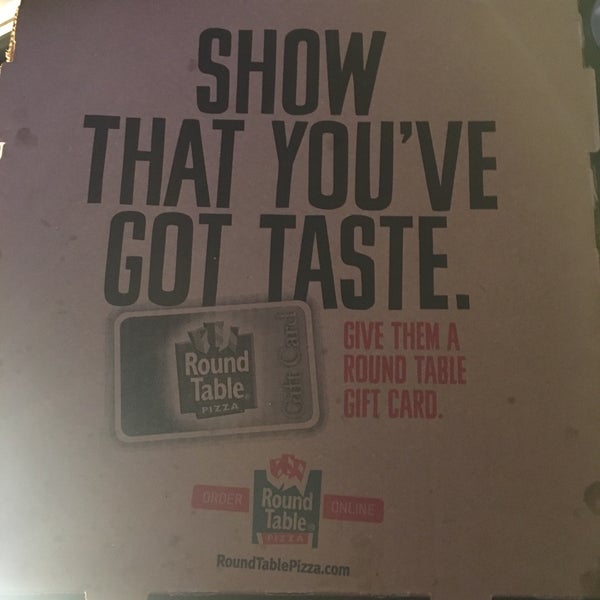 SHOW
THAT YOU'VE
GOT TASTE.
Round
Table®
PIZZA
Gift Card
GIVE THEM A
ROUND TABLE
GIFT CARD.
ORDER
Round
Table®
PIZZA
ONLINE
RoundTablePizza.com